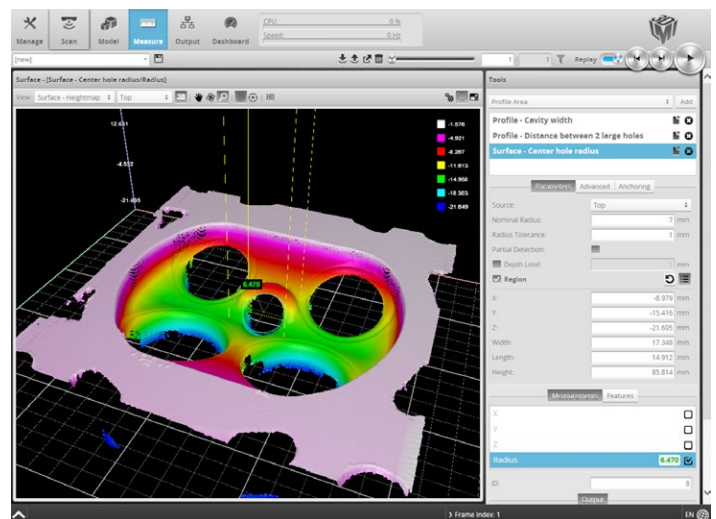 Manage
Scan
Model
Measure
Output
Dashboard
CPU: 0 %
Speed: 0 Hz
[new]
1
1
Replay
Surface - [Surface - Center hole radius/Radius]
View: Surface - Heightmap
Top
HD
-4.532
-21.695
6.470
-1.576
-4.921
-8.267
-11.613
-14.958
-18.303
-21.649
Tools
Profile Area
Add
Profile - Cavity width
Profile - Distance between 2 large holes
Surface - Center hole radius
Parameters
Advanced
Anchoring
Source: Top
Nominal Radius: 7 mm
Radius Tolerance: 1 mm
Partial Detection:
Depth Limit: mm
Region
X: -8.979 mm
Y: -15.416 mm
Z: -21.695 mm
Width: 17.348 mm
Length: 14.912 mm
Height: 85.814 mm
Measurements
Features
X
Y
Z
Radius 6.470
ID:
Output
Frame Index: 1
EN